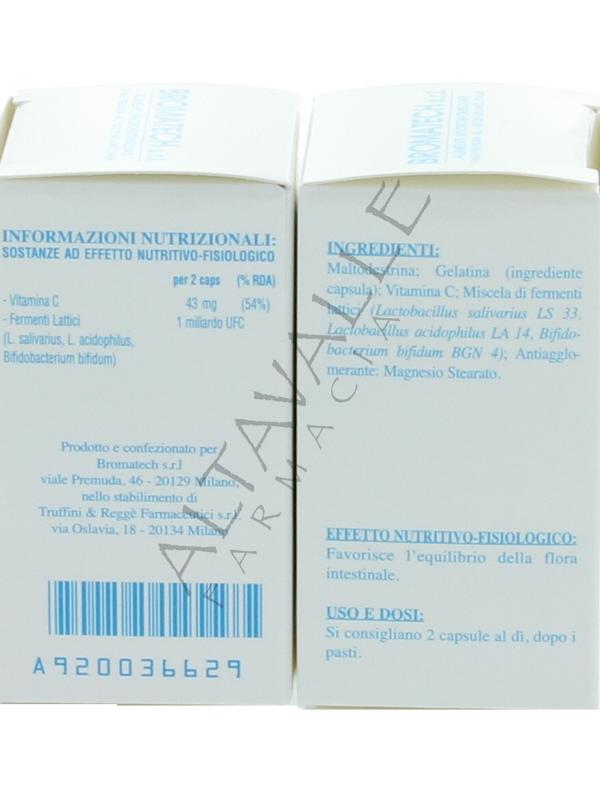 BROMATECH s.r.l.
BROMATECH s.r.l.
INFORMAZIONI NUTRIZIONALI:
SOSTANZE AD EFFETTO NUTRITIVO-FISIOLOGICO
per 2 caps (% RDA)
- Vitamina C 43 mg (54%)
- Fermenti Lattici 1 miliardo UFC
(L. salivarius, L. acidophilus,
Bifidobacterium bifidum)
Prodotto e confezionato per
Bromatech s.r.l
viale Premuda, 46 - 20129 Milano,
nello stabilimento di
Truffini & Reggè Farmaceutici s.r.l.
via Oslavia, 18 - 20134 Milano
A920036629
INGREDIENTI:
Maltodestrina; Gelatina (ingrediente
capsula); Vitamina C; Miscela di fermenti
lattici (Lactobacillus salivarius LS 33,
Lactobacillus acidophilus LA 14, Bifido-
bacterium bifidum BGN 4); Antiagglo-
merante: Magnesio Stearato.
EFFETTO NUTRITIVO-FISIOLOGICO:
Favorisce l'equilibrio della flora
intestinale.
USO E DOSI:
Si consigliano 2 capsule al dì, dopo i
pasti.
ALTAVALLE
FARMACIA